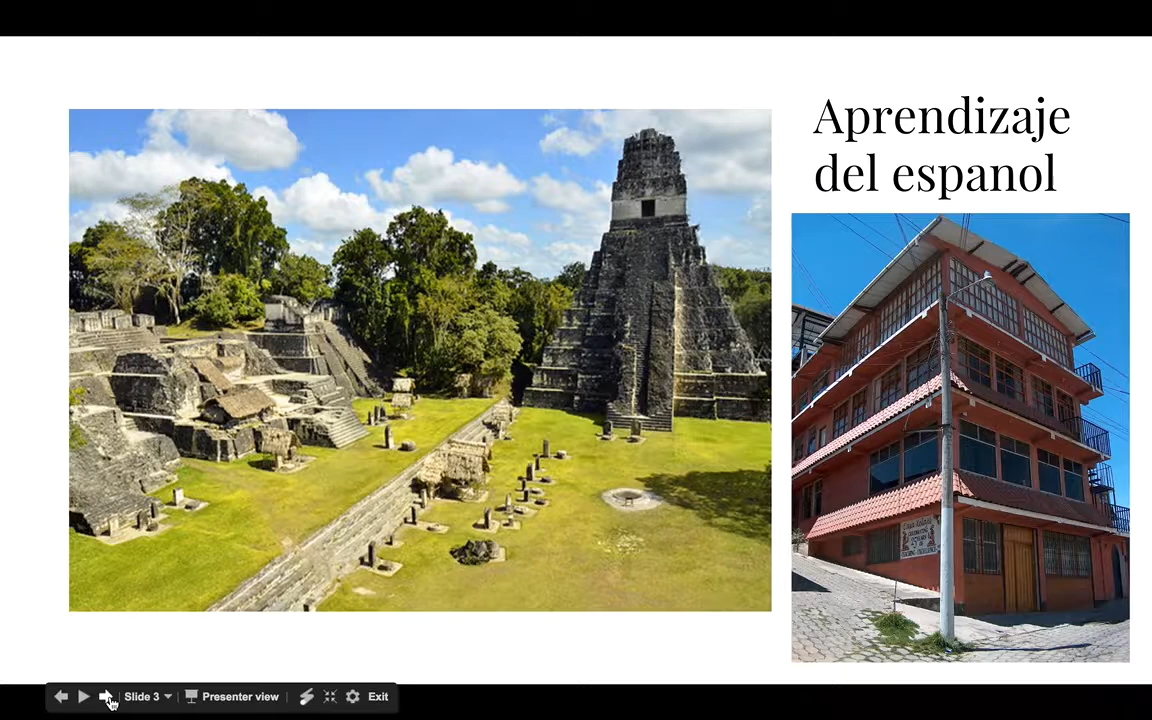 Aprendizaje
del espanol
Slide 3
Presenter view
Exit